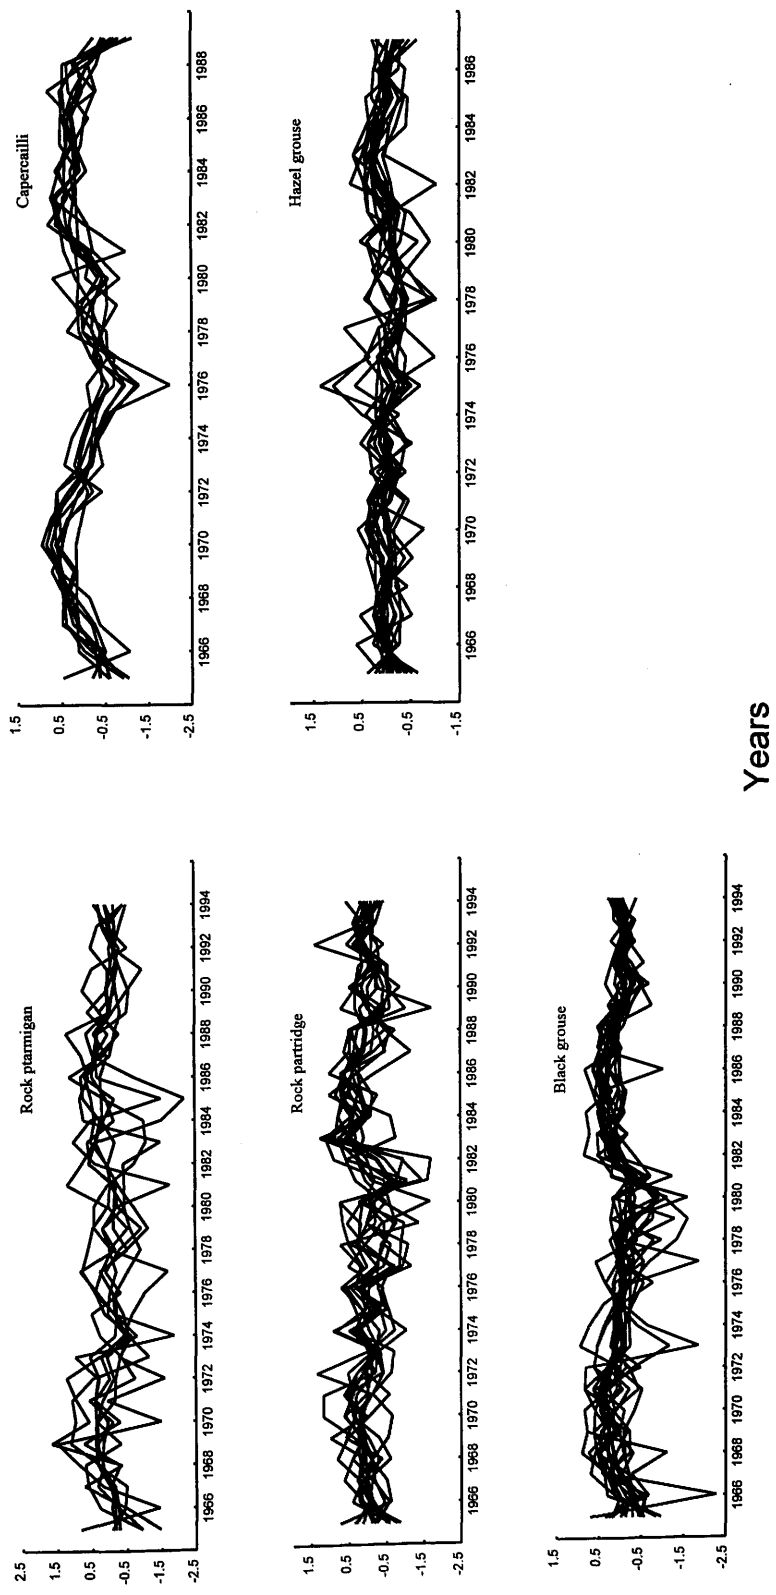 Rock ptarmigan
2.5
1.5
0.5
-0.5
-1.5
-2.5
1966 1968 1970 1972 1974 1976 1978 1980 1982 1984 1986 1988 1990 1992 1994
Capercailli
1.5
0.5
-0.5
-1.5
-2.5
1966 1968 1970 1972 1974 1976 1978 1980 1982 1984 1986 1988
Rock partridge
1.5
0.5
-0.5
-1.5
-2.5
1966 1968 1970 1972 1974 1976 1978 1980 1982 1984 1986 1988 1990 1992 1994
Hazel grouse
1.5
0.5
-0.5
-1.5
1966 1968 1970 1972 1974 1976 1978 1980 1982 1984 1986
Black grouse
1.5
0.5
-0.5
-1.5
-2.5
1966 1968 1970 1972 1974 1976 1978 1980 1982 1984 1986 1988 1990 1992 1994
Years